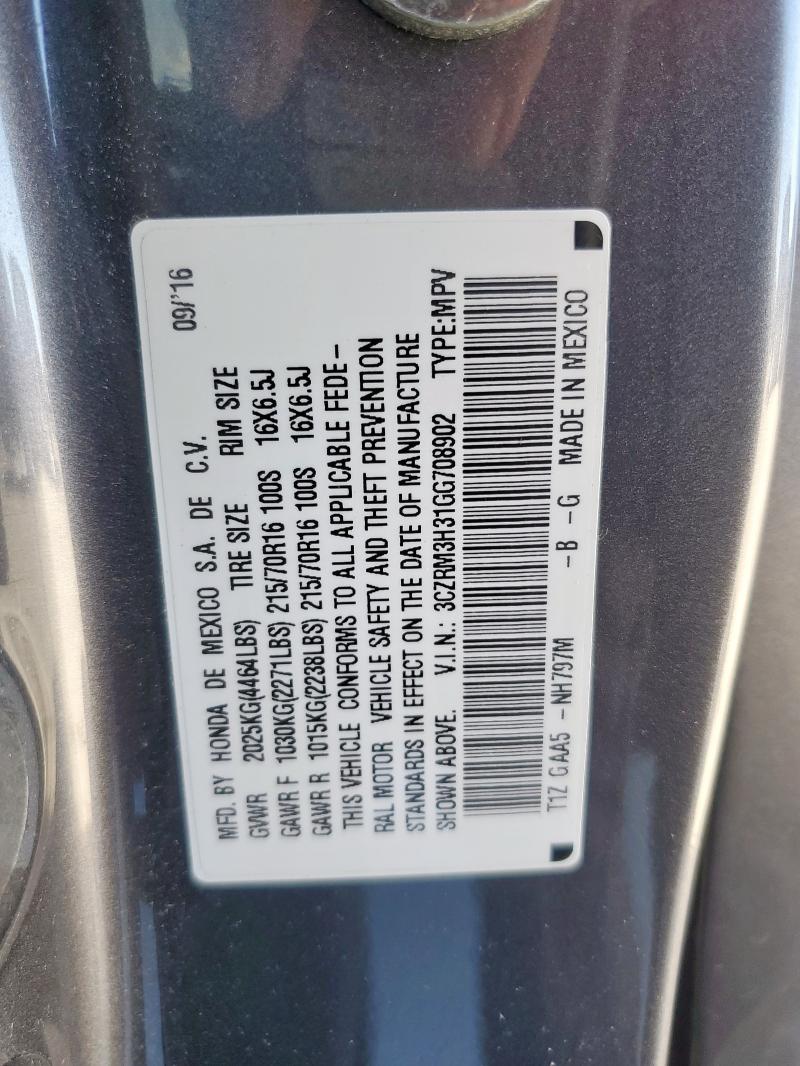 MFD. BY HONDA DE MEXICO S.A. DE C.V. 09/'16
GVWR 2025KG(4464LBS) TIRE SIZE RIM SIZE
GAWR F 1030KG(2271LBS) 215/70R16 100S 16X6.5J
GAWR R 1015KG(2238LBS) 215/70R16 100S 16X6.5J
THIS VEHICLE CONFORMS TO ALL APPLICABLE FEDE-
RAL MOTOR VEHICLE SAFETY AND THEFT PREVENTION
STANDARDS IN EFFECT ON THE DATE OF MANUFACTURE
SHOWN ABOVE. V.I.N.: 3CZRM3H31GG708902 TYPE:MPV
T1Z GAA5 -NH797M -B -G MADE IN MEXICO